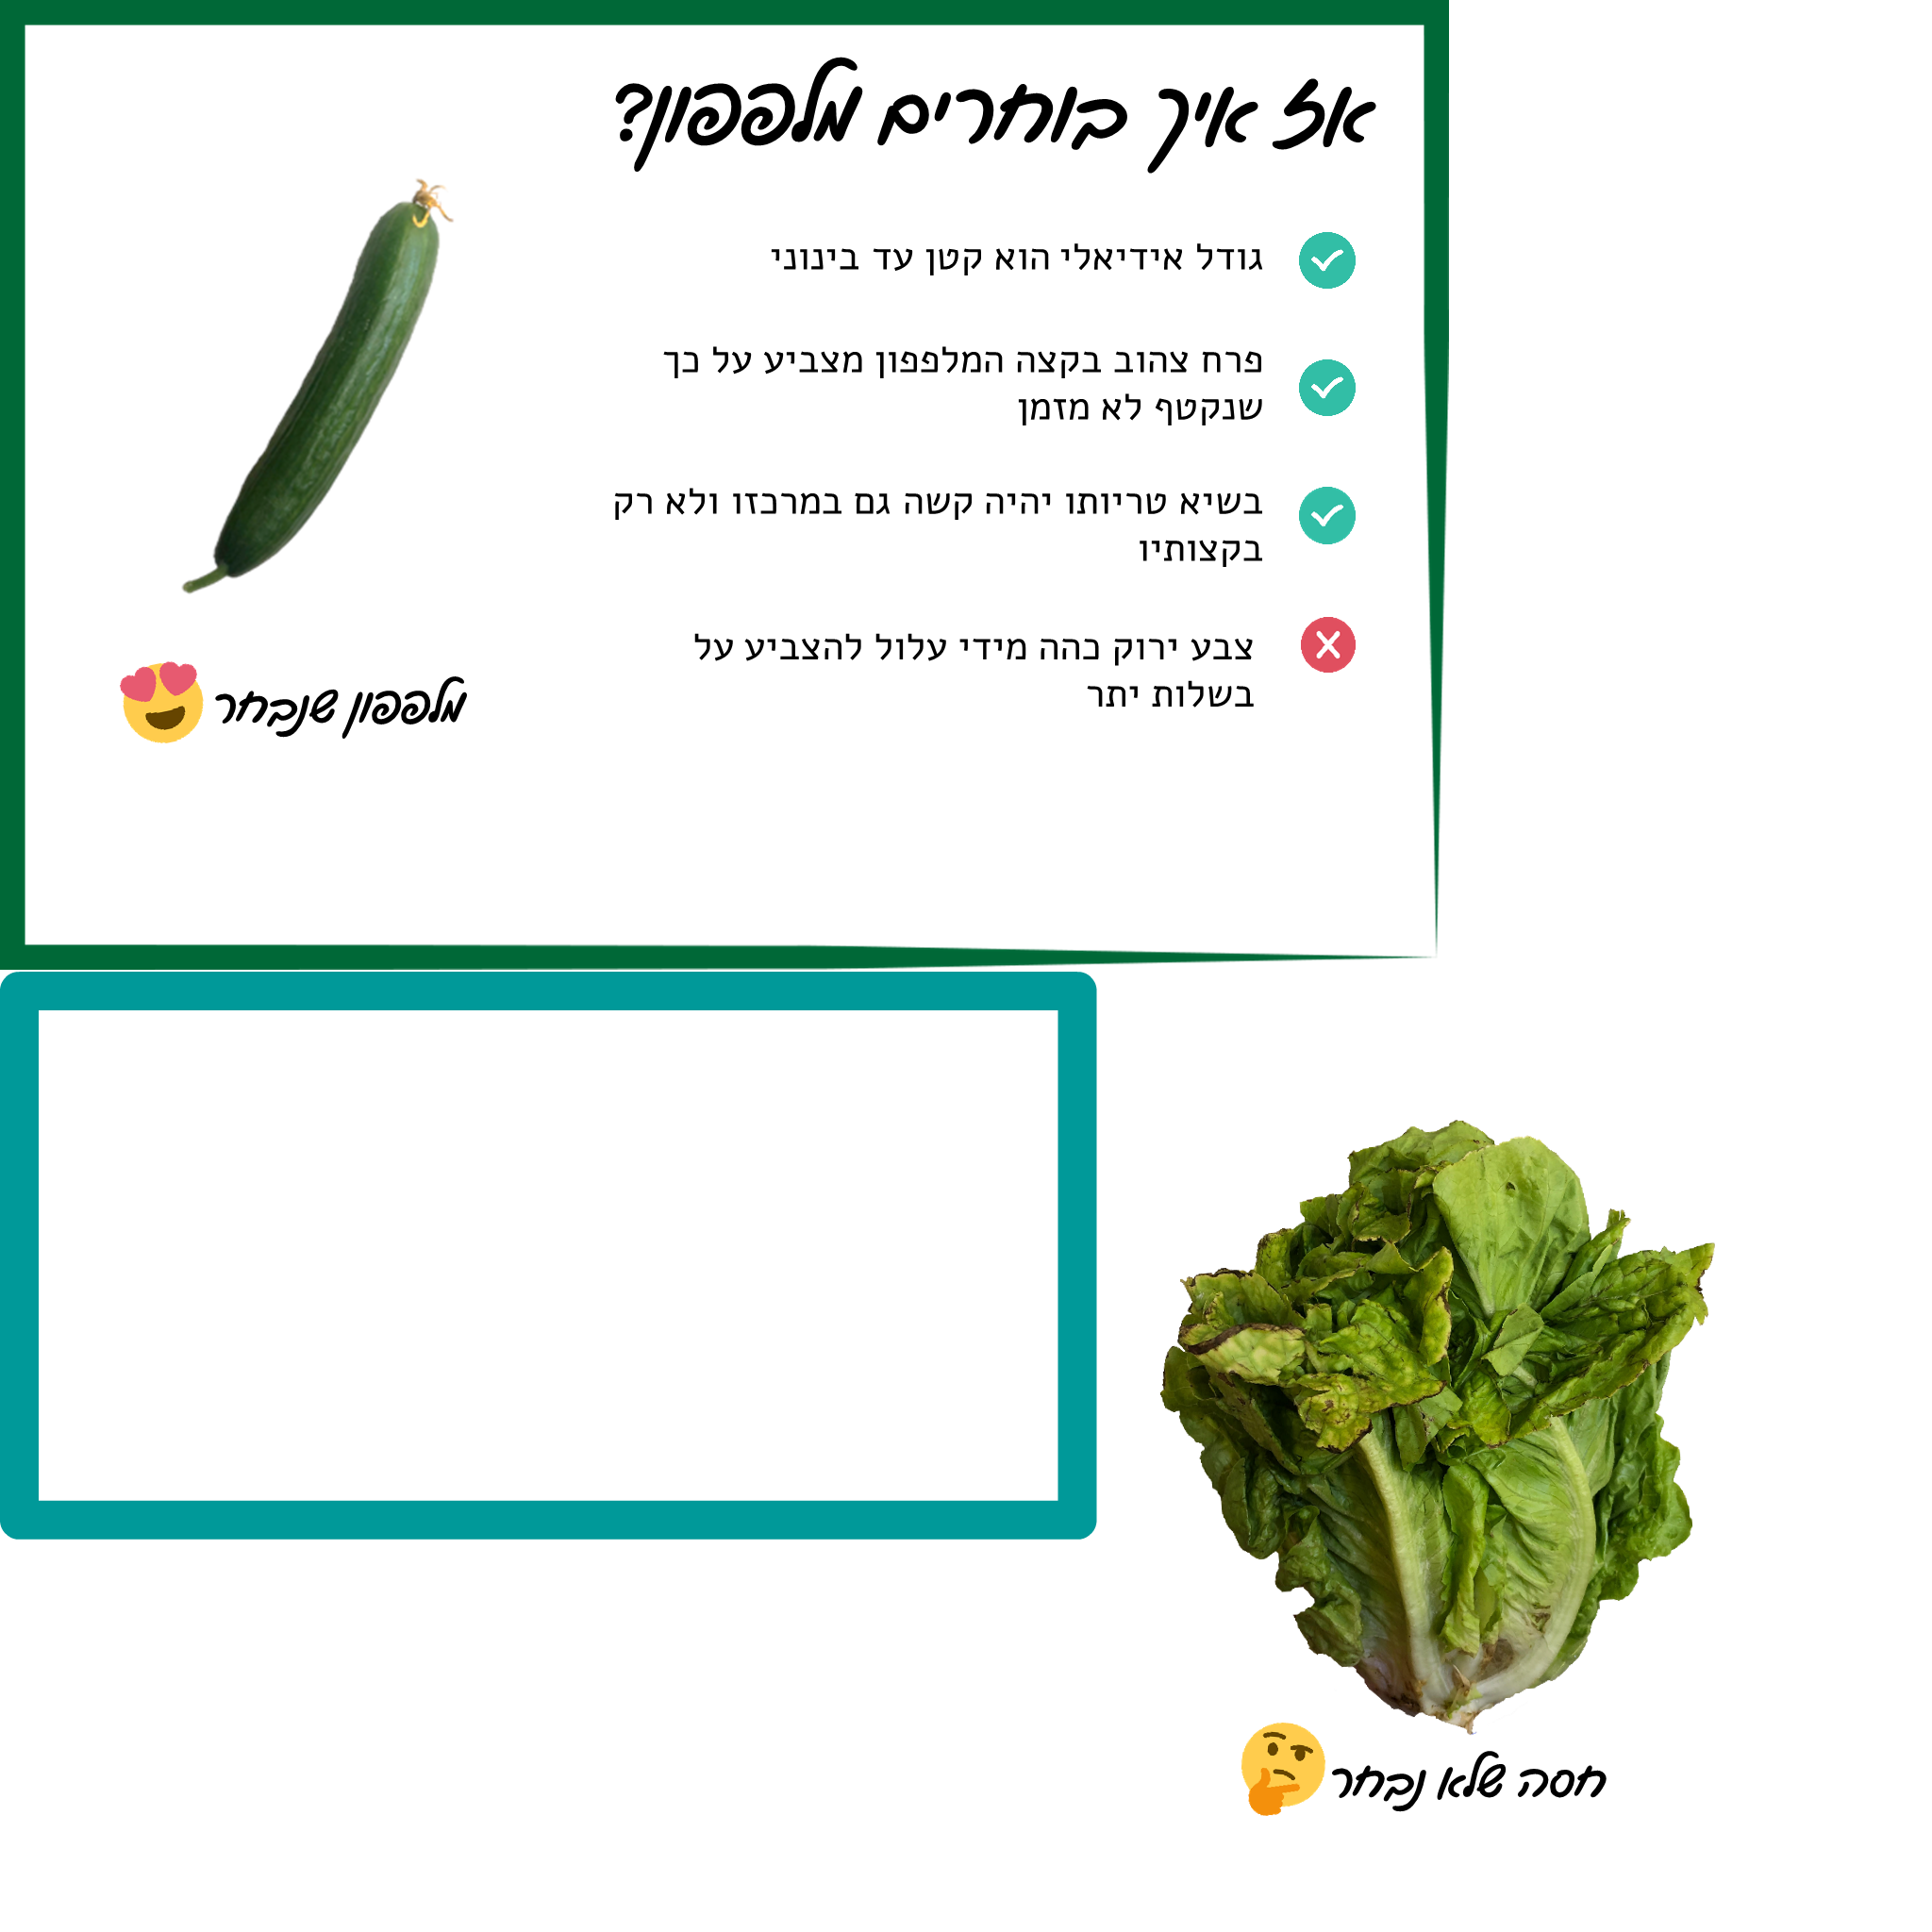 אז איך בוחרים מלפפון?
גודל אידיאלי הוא קטן עד בינוני
פרח צהוב בקצה המלפפון מצביע על כך
שנקטף לא מזמן
בשיא טריותו יהיה קשה גם במרכזו ולא רק
בקצותיו
צבע ירוק כהה מידי עלול להצביע על
בשלות יתר
מלפפון שנבחר
חסה שלא נבחר